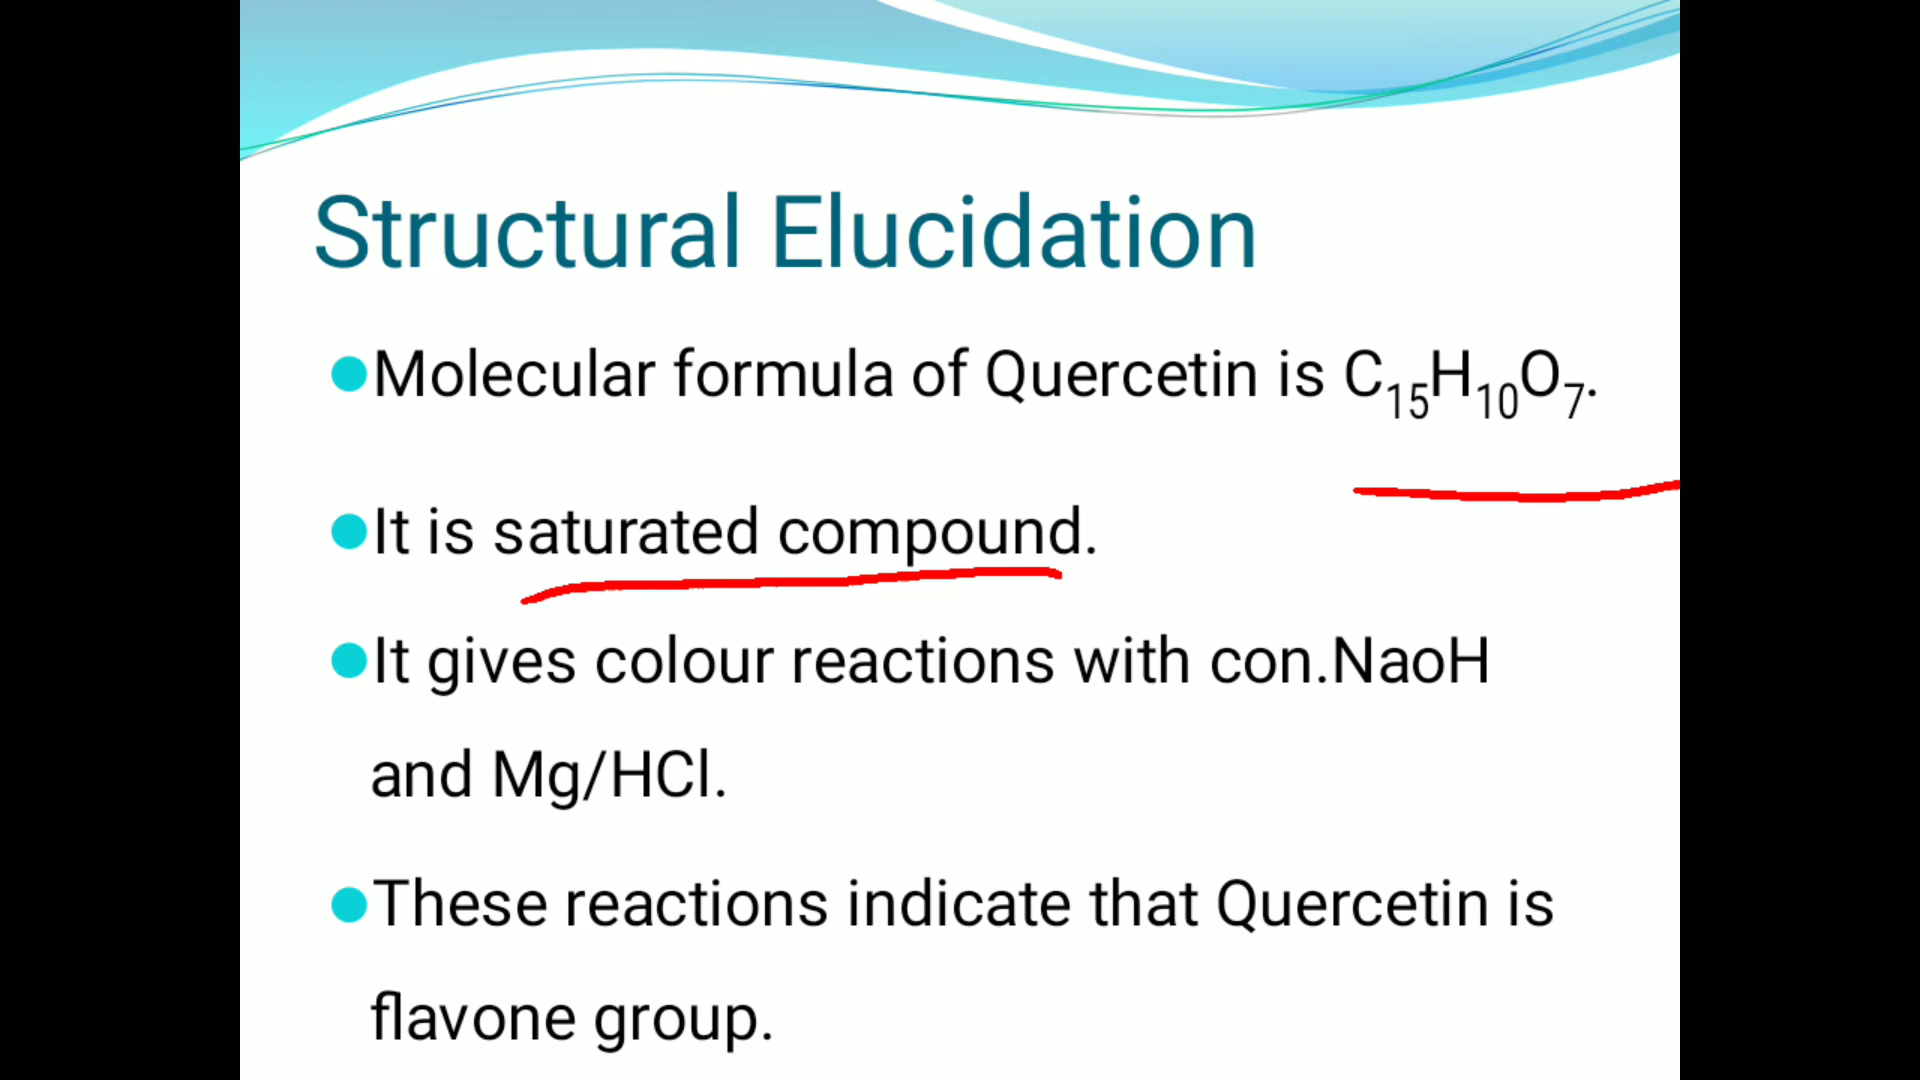 Structural Elucidation
Molecular formula of Quercetin is C₁₅H₁₀O₇.
It is saturated compound.
It gives colour reactions with con.NaoH
and Mg/HCl.
These reactions indicate that Quercetin is
flavone group.